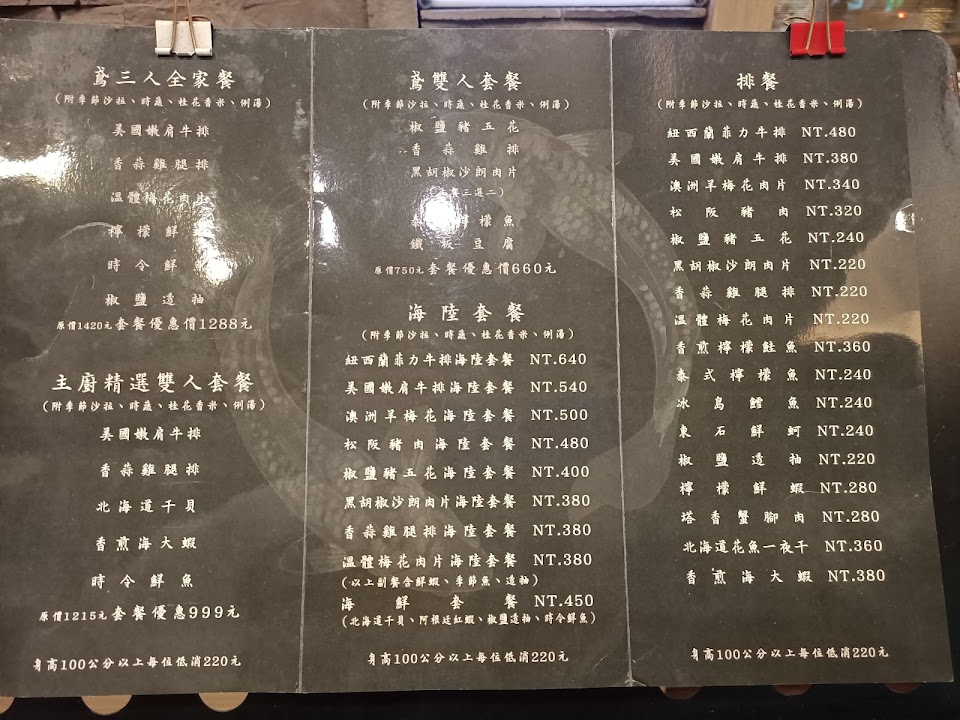 鳶三人全家餐
(附季節沙拉、時蔬、桂花香米、例湯)
美國嫩肩牛排
香蒜雞腿排
溫體梅花肉片
檸檬鮮
時令鮮
椒鹽透抽
原價1420元套餐優惠價1288元
主廚精選雙人套餐
(附季節沙拉、時蔬、桂花香米、例湯)
美國嫩肩牛排
香蒜雞腿排
北海道干貝
香煎海大蝦
時令鮮魚
原價1215元套餐優惠999元
身高100公分以上每位低消220元
鳶雙人套餐
(附季節沙拉、時蔬、桂花香米、例湯)
椒鹽豬五花
香蒜雞排
黑胡椒沙朗肉片
三選二)
泰 檸檬魚
鐵板豆腐
原價750元套餐優惠價660元
海陸套餐
(附季節沙拉、時蔬、桂花香米、例湯)
紐西蘭菲力牛排海陸套餐 NT.640
美國嫩肩牛排海陸套餐 NT.540
澳洲羊梅花海陸套餐 NT.500
松阪豬肉海陸套餐 NT.480
椒鹽豬五花海陸套餐 NT.400
黑胡椒沙朗肉片海陸套餐 NT.380
香蒜雞腿排海陸套餐 NT.380
溫體梅花肉片海陸套餐 NT.380
(以上副餐含鮮蝦、季節魚、透抽)
海鮮套餐 NT.450
(北海道干貝、阿根廷紅蝦、椒鹽透抽、時令鮮魚)
身高100公分以上每位低消220元
排餐
(附季節沙拉、時蔬、桂花香米、例湯)
紐西蘭菲力牛排 NT.480
美國嫩肩牛排 NT.380
澳洲羊梅花肉片 NT.340
松阪豬肉 NT.320
椒鹽豬五花 NT.240
黑胡椒沙朗肉片 NT.220
香蒜雞腿排 NT.220
溫體梅花肉片 NT.220
香煎檸檬鮭魚 NT.360
泰式檸檬魚 NT.240
冰島鱈魚 NT.240
東石鮮蚵 NT.240
椒鹽透抽 NT.220
檸檬鮮蝦 NT.280
塔香蟹腳肉 NT.280
北海道花魚一夜干 NT.360
香煎海大蝦 NT.380
身高100公分以上每位低消220元